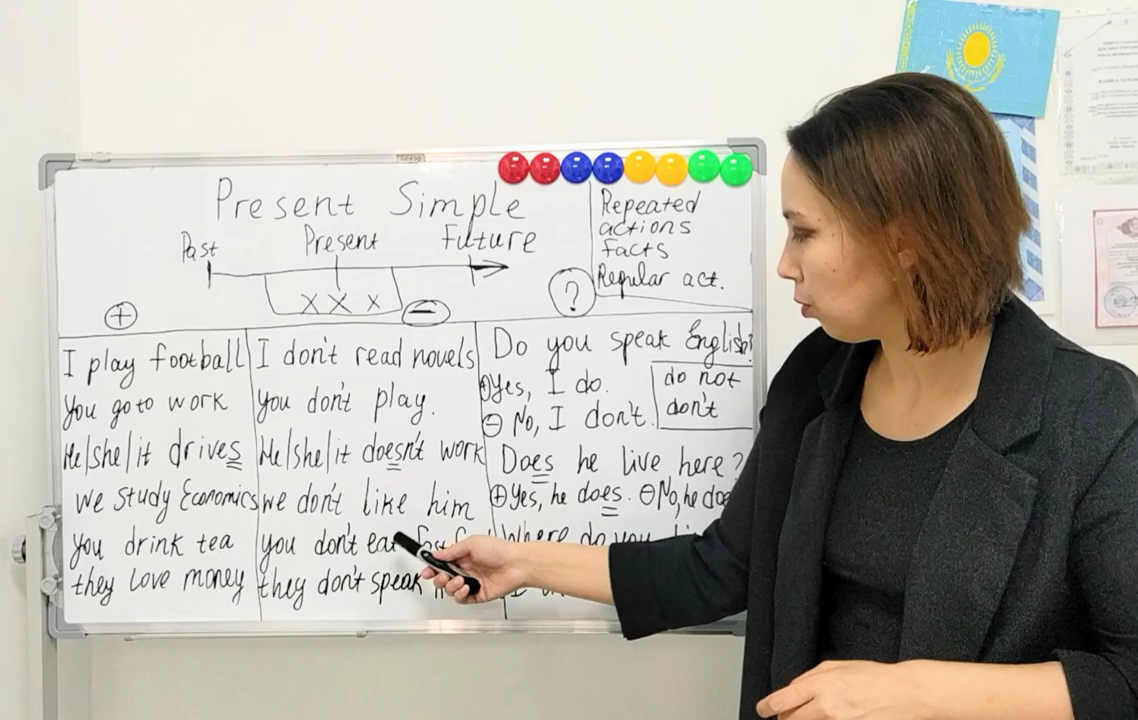 Present Simple
Past Present Future
Repeated
actions
facts
Regular act.
+
X X X
−
?
I play football
You go to work
He/she/it drives
we study Economics
you drink tea
they love money
I don't read novels
you don't play.
He/she/it doesn't work
we don't like him
you don't eat
they don't speak
Do you speak English?
+ Yes, I do.
− No, I don't.
do not
don't
Does he live here?
+ Yes, he does. − No, he
Where do you